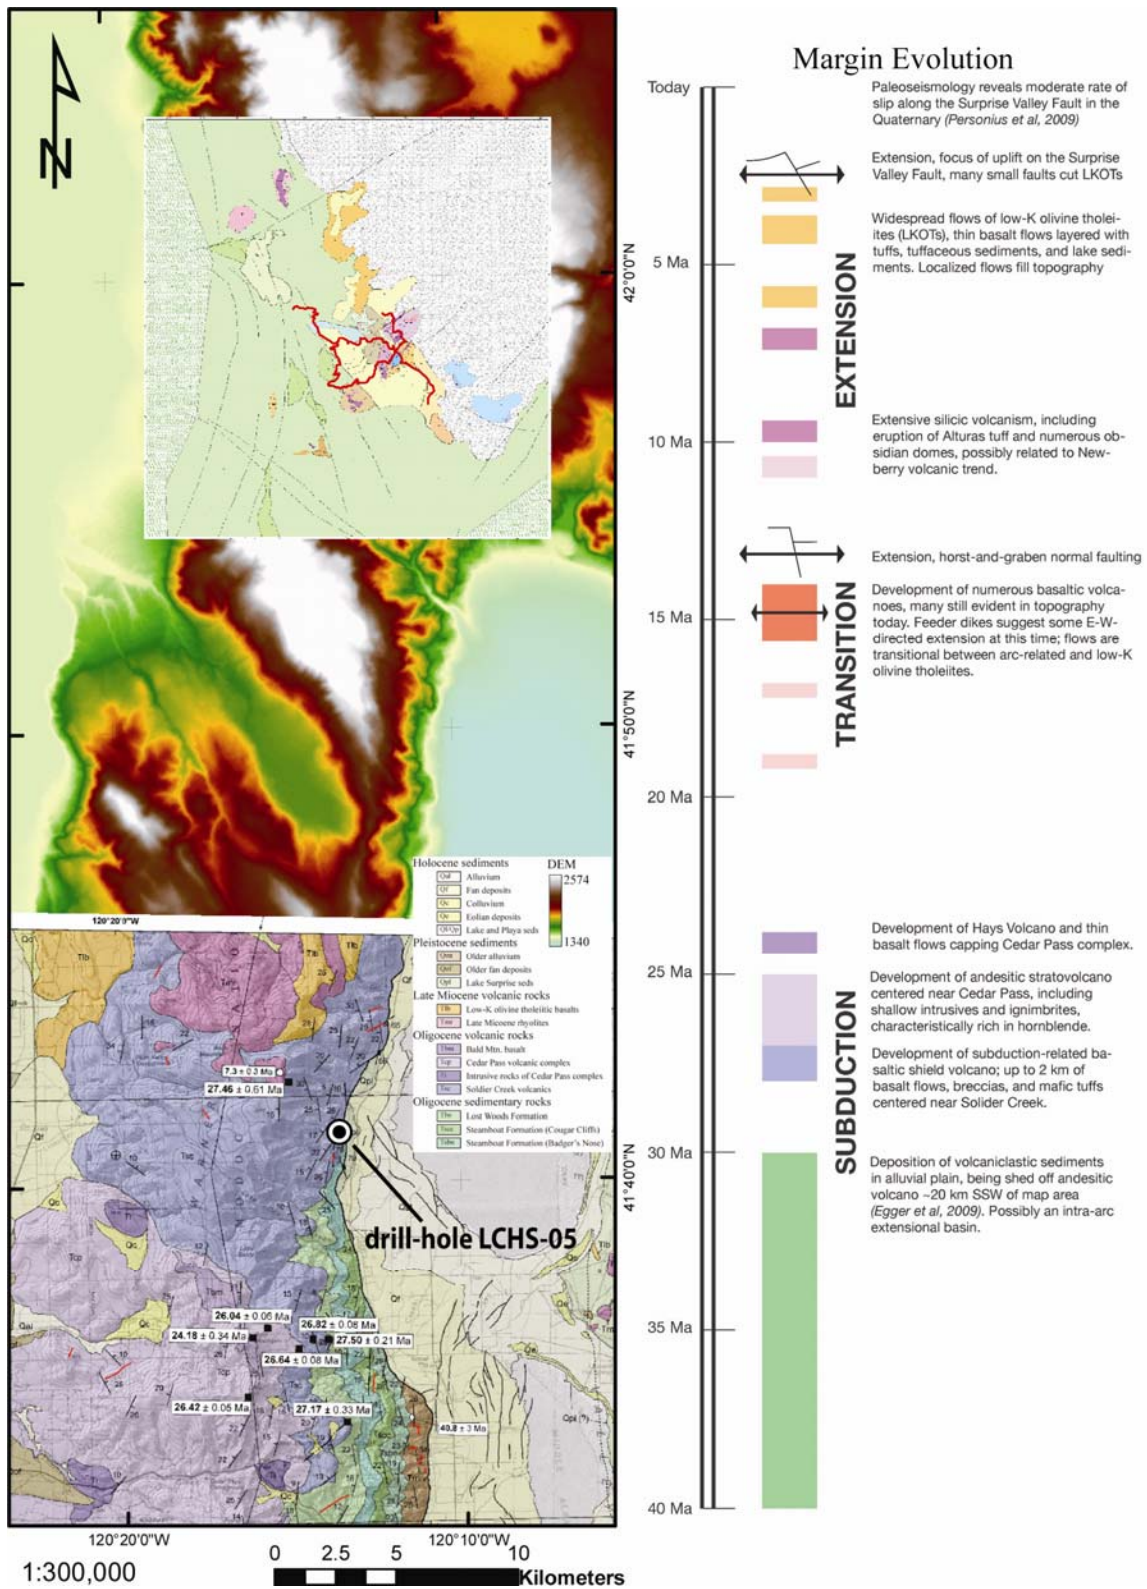 N
Margin Evolution
Today
Paleoseismology reveals moderate rate of
slip along the Surprise Valley Fault in the
Quaternary (Personius et al, 2009)
Extension, focus of uplift on the Surprise
Valley Fault, many small faults cut LKOTs
Widespread flows of low-K olivine tholei-
ites (LKOTs), thin basalt flows layered with
tuffs, tuffaceous sediments, and lake sedi-
ments. Localized flows fill topography
5 Ma
EXTENSION
Extensive silicic volcanism, including
eruption of Alturas tuff and numerous ob-
sidian domes, possibly related to New-
berry volcanic trend.
10 Ma
Extension, horst-and-graben normal faulting
Development of numerous basaltic volca-
noes, many still evident in topography
today. Feeder dikes suggest some E-W-
directed extension at this time; flows are
transitional between arc-related and low-K
olivine tholeiites.
15 Ma
TRANSITION
20 Ma
Development of Hays Volcano and thin
basalt flows capping Cedar Pass complex.
25 Ma
Development of andesitic stratovolcano
centered near Cedar Pass, including
shallow intrusives and ignimbrites,
characteristically rich in hornblende.
Development of subduction-related ba-
saltic shield volcano; up to 2 km of
basalt flows, breccias, and mafic tuffs
centered near Solider Creek.
SUBDUCTION
30 Ma
Deposition of volcaniclastic sediments
in alluvial plain, being shed off andesitic
volcano ~20 km SSW of map area
(Egger et al, 2009). Possibly an intra-arc
extensional basin.
35 Ma
40 Ma
42°0'0"N
41°50'0"N
41°40'0"N
Holocene sediments
Qal Alluvium
Qf Fan deposits
Qc Colluvium
Qe Eolian deposits
Lake and Playa seds
Pleistocene sediments
Older alluvium
Older fan deposits
Qpl Lake Surprise seds
Late Miocene volcanic rocks
Tlb Low-K olivine tholeiitic basalts
Late Miocene rhyolites
Oligocene volcanic rocks
Tbm Bald Mtn. basalt
Tcp Cedar Pass volcanic complex
Intrusive rocks of Cedar Pass complex
Tsc Soldier Creek volcanics
Oligocene sedimentary rocks
Lost Woods Formation
Steamboat Formation (Cougar Cliffs)
Steamboat Formation (Badger's Nose)
DEM
2574
1340
120°20'0"W
7.3 ± 0.3 Ma
27.46 ± 0.61 Ma
drill-hole LCHS-05
26.04 ± 0.05 Ma
26.82 ± 0.08 Ma
24.18 ± 0.34 Ma
27.50 ± 0.21 Ma
26.64 ± 0.08 Ma
26.42 ± 0.05 Ma
27.17 ± 0.33 Ma
40.8 ± 3 Ma
120°20'0"W
120°10'0"W
1:300,000
0 2.5 5 10
Kilometers